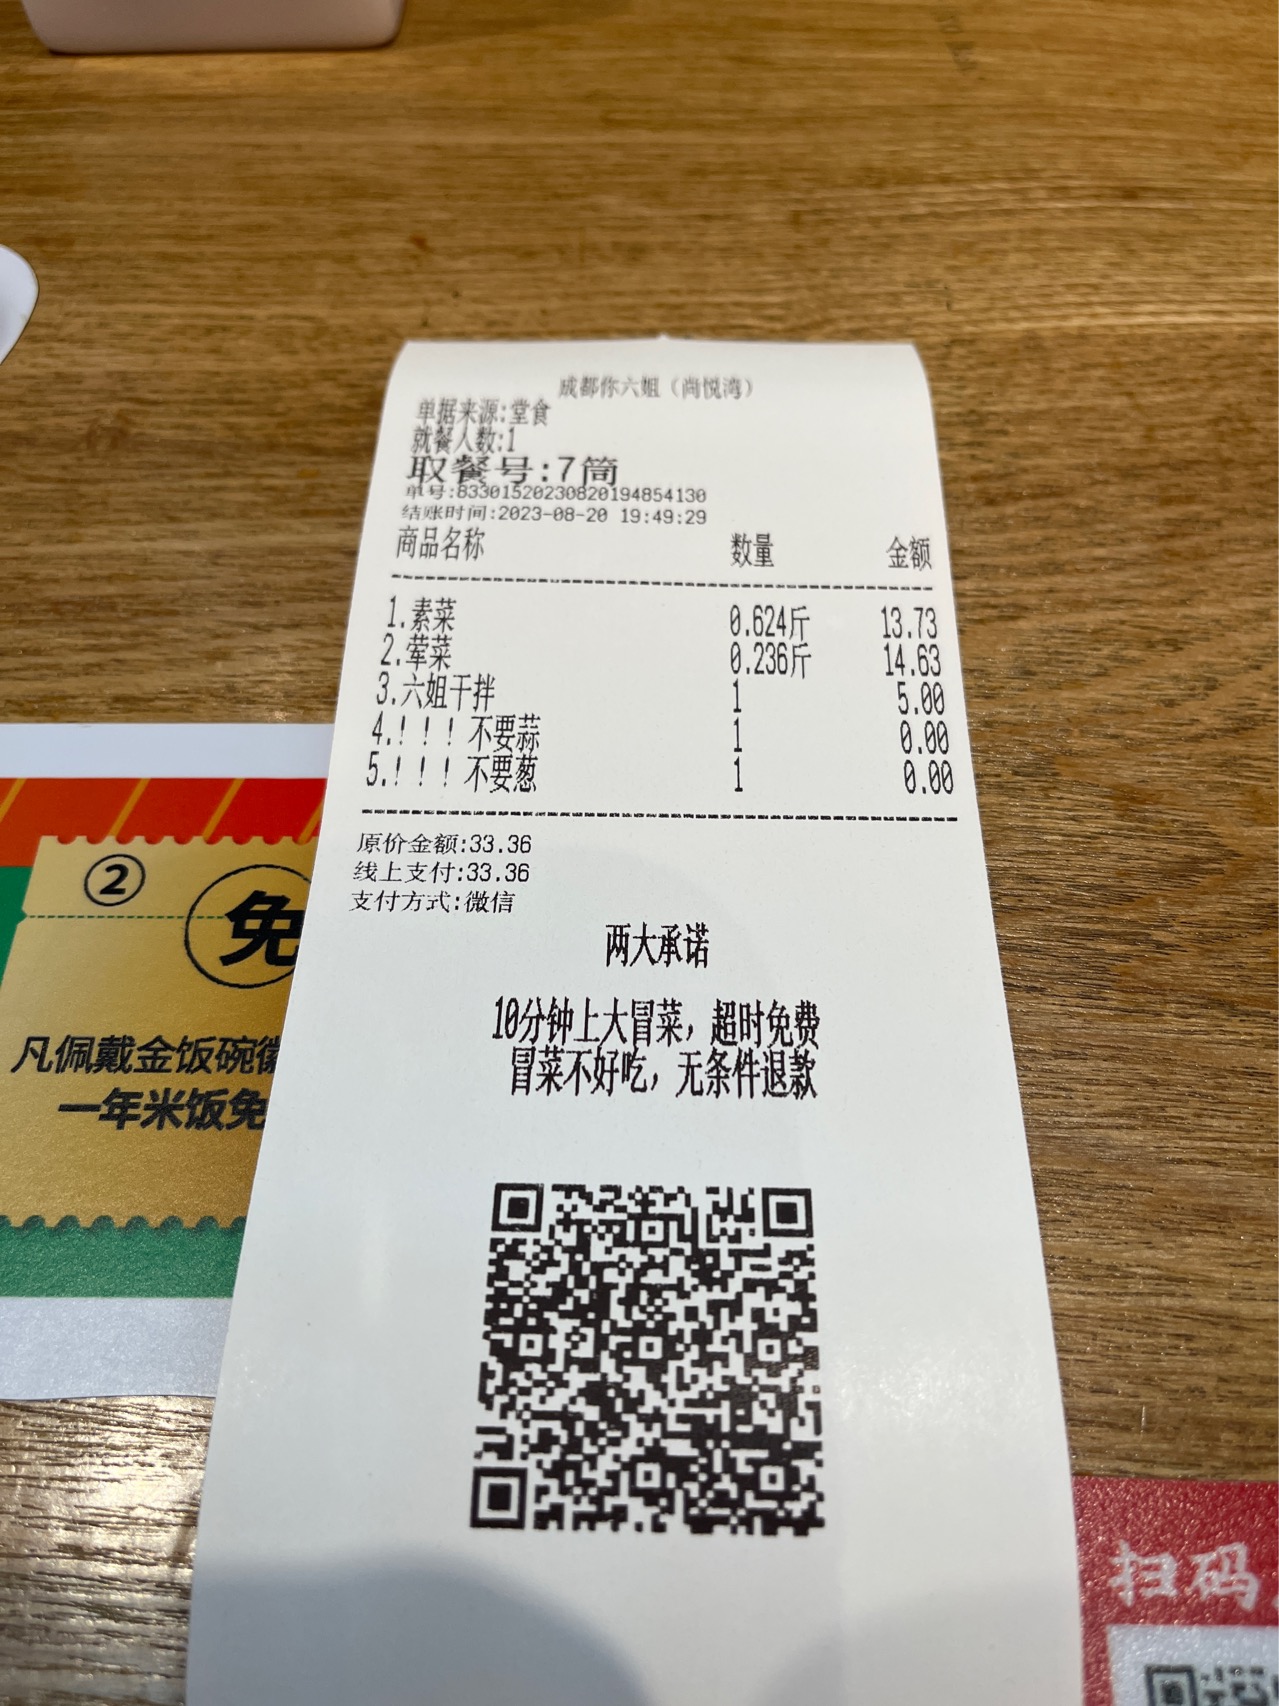 成都你六姐（尚悦湾）
单据来源:堂食
就餐人数:1
取餐号:7筒
单号:8330152023082019485​4130
结账时间:2023-08-20 19:49:29
商品名称 数量 金额
1.素菜 0.624斤 13.73
2.荤菜 0.236斤 14.63
3.六姐干拌 1 5.00
4.！！！不要蒜 1 0.00
5.！！！不要葱 1 0.00
原价金额:33.36
线上支付:33.36
支付方式:微信
两大承诺
10分钟上大冒菜，超时免费
冒菜不好吃，无条件退款
②
免
凡佩戴金饭碗徽
一年米饭免
扫码